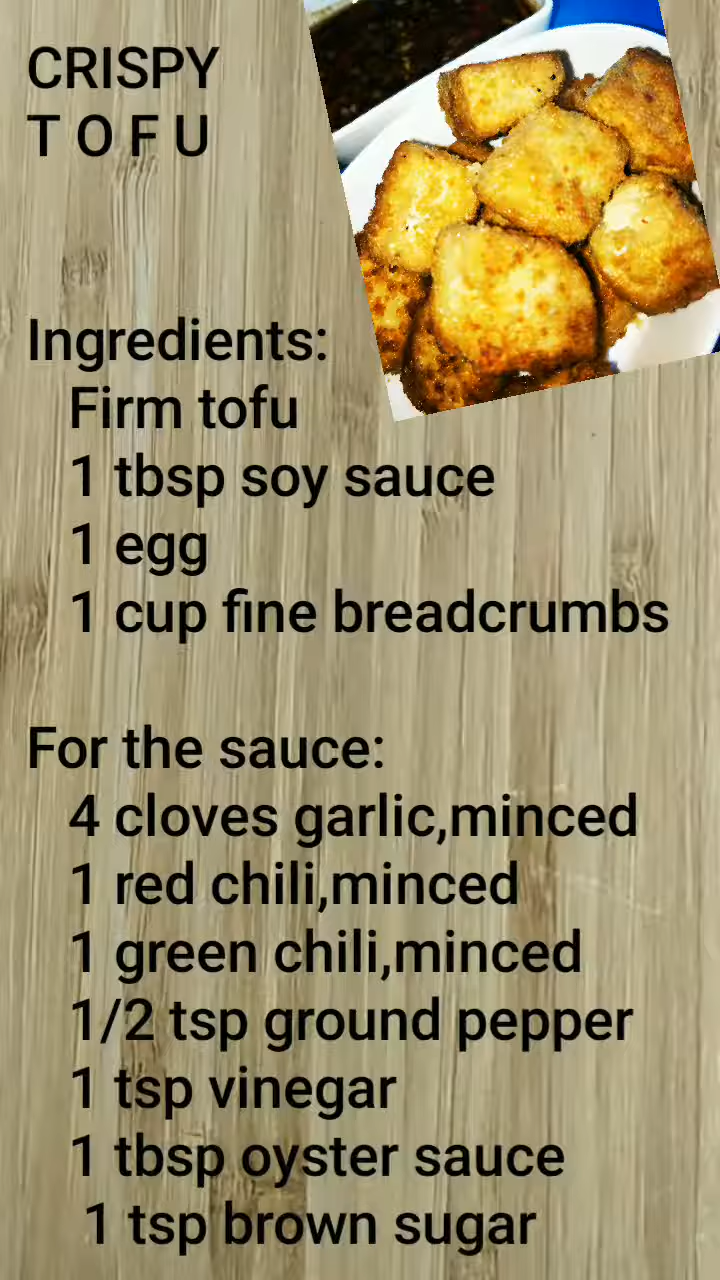 CRISPY
T O F U
Ingredients:
Firm tofu
1 tbsp soy sauce
1 egg
1 cup fine breadcrumbs
For the sauce:
4 cloves garlic,minced
1 red chili,minced
1 green chili,minced
1/2 tsp ground pepper
1 tsp vinegar
1 tbsp oyster sauce
1 tsp brown sugar